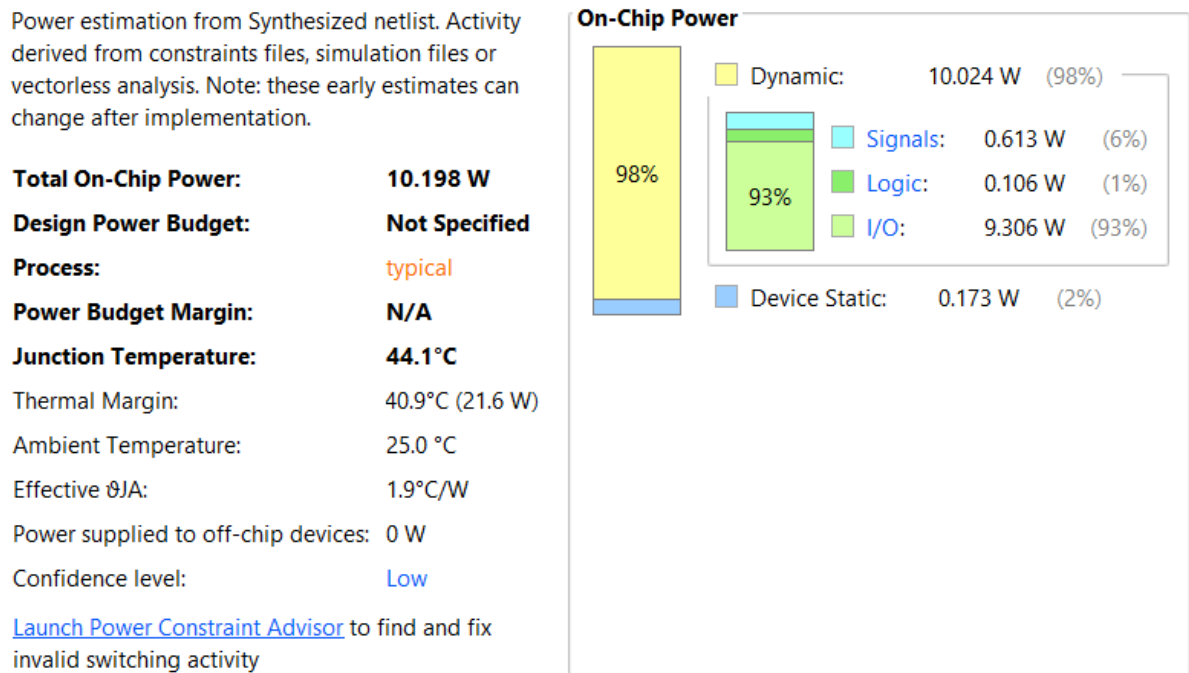 Power estimation from Synthesized netlist. Activity
derived from constraints files, simulation files or
vectorless analysis. Note: these early estimates can
change after implementation.
Total On-Chip Power: 10.198 W
Design Power Budget: Not Specified
Process: typical
Power Budget Margin: N/A
Junction Temperature: 44.1°C
Thermal Margin: 40.9°C (21.6 W)
Ambient Temperature: 25.0 °C
Effective ϑJA: 1.9°C/W
Power supplied to off-chip devices: 0 W
Confidence level: Low
Launch Power Constraint Advisor to find and fix
invalid switching activity
On-Chip Power
98%
Dynamic: 10.024 W (98%)
93%
Signals: 0.613 W (6%)
Logic: 0.106 W (1%)
I/O: 9.306 W (93%)
Device Static: 0.173 W (2%)